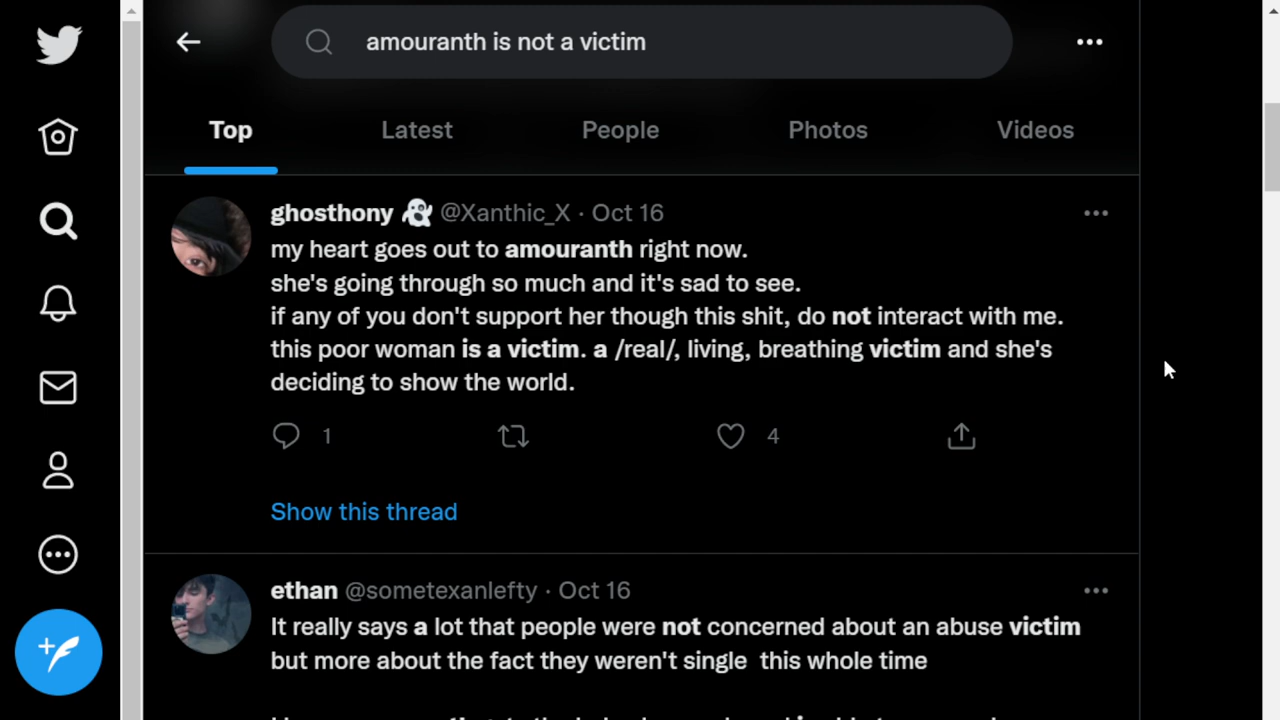 amouranth is not a victim
Top Latest People Photos Videos
ghosthony 👻 @Xanthic_X · Oct 16
my heart goes out to amouranth right now.
she's going through so much and it's sad to see.
if any of you don't support her though this shit, do not interact with me.
this poor woman is a victim. a /real/, living, breathing victim and she's
deciding to show the world.
1 4
Show this thread
ethan @sometexanlefty · Oct 16
It really says a lot that people were not concerned about an abuse victim
but more about the fact they weren't single this whole time